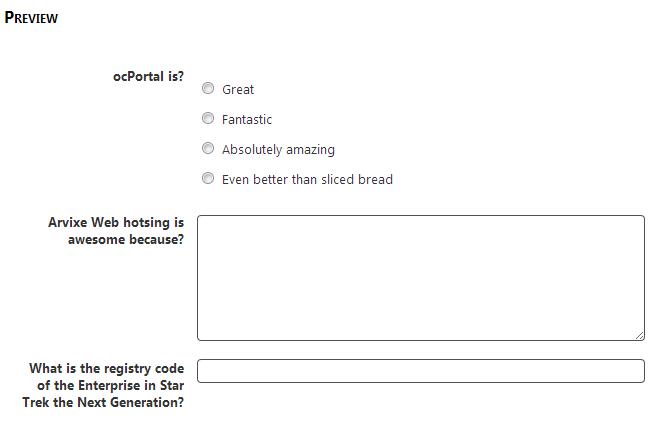 Preview
ocPortal is?
Great
Fantastic
Absolutely amazing
Even better than sliced bread
Arvixe Web hotsing is
awesome because?
What is the registry code
of the Enterprise in Star
Trek the Next Generation?